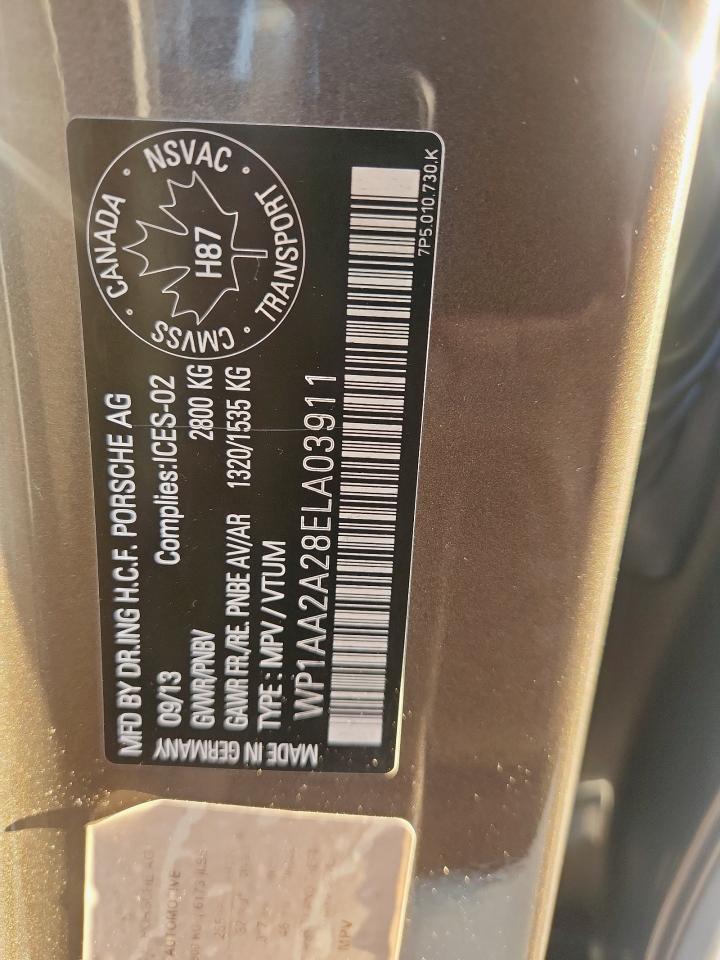 MFD BY DR.ING H.C.F. PORSCHE AG
09/13 Complies:ICES-02
GVWR/PNBV 2800 KG
GAWR FR./RE. PNBE AV/AR 1320/1535 KG
TYPE : MPV / VTUM
WP1AA2A28ELA03911
MADE IN GERMANY
CANADA · NSVAC · TRANSPORT · CMVSS ·
H87
7P5.010.730.K
AUTOMOTIVE
MPV